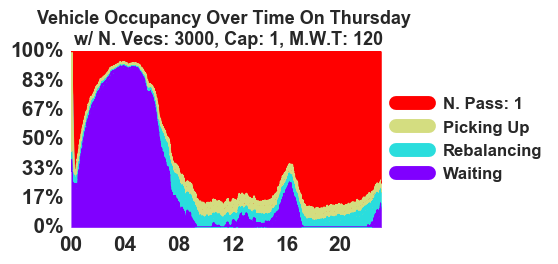 Vehicle Occupancy Over Time On Thursday
w/ N. Vecs: 3000, Cap: 1, M.W.T: 120
100%
83%
67%
50%
33%
17%
0%
00 04 08 12 16 20
N. Pass: 1
Picking Up
Rebalancing
Waiting